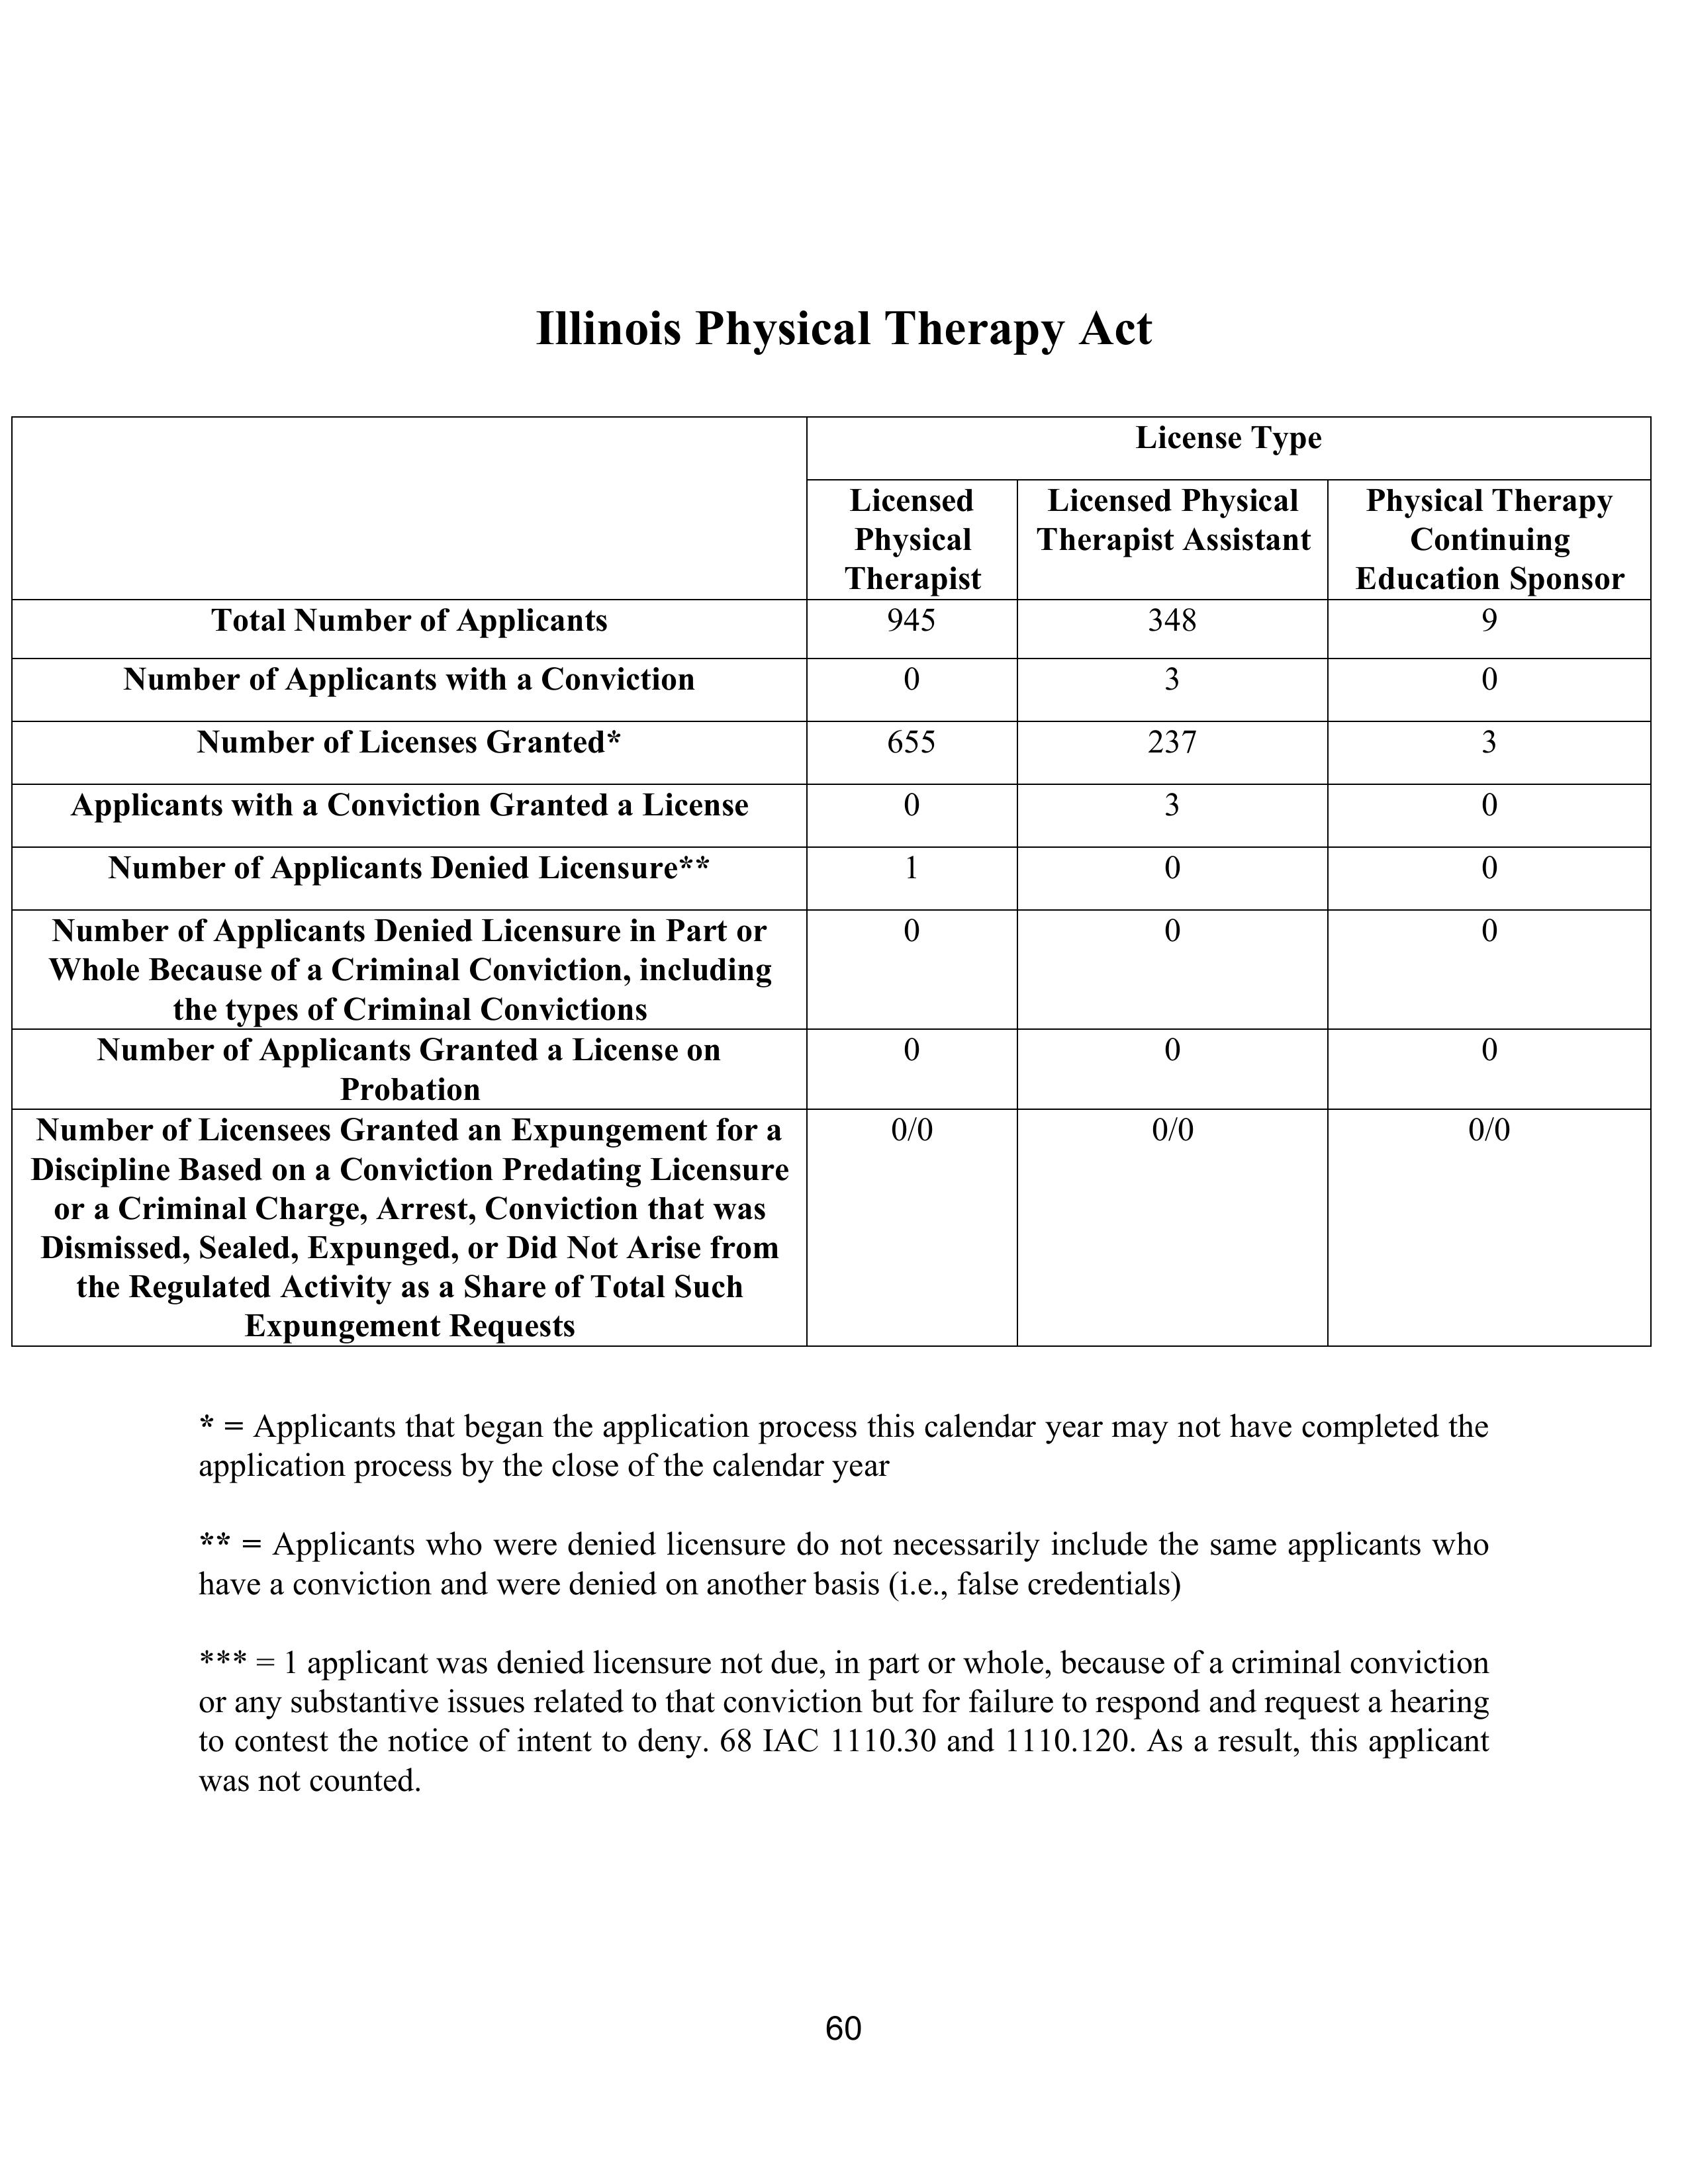 Illinois Physical Therapy Act
License Type
Licensed
Physical
Therapist
Licensed Physical
Therapist Assistant
Physical Therapy
Continuing
Education Sponsor
Total Number of Applicants
945
348
9
Number of Applicants with a Conviction
0
3
0
Number of Licenses Granted*
655
237
3
Applicants with a Conviction Granted a License
0
3
0
Number of Applicants Denied Licensure**
1
0
0
Number of Applicants Denied Licensure in Part or
Whole Because of a Criminal Conviction, including
the types of Criminal Convictions
0
0
0
Number of Applicants Granted a License on
Probation
0
0
0
Number of Licensees Granted an Expungement for a
Discipline Based on a Conviction Predating Licensure
or a Criminal Charge, Arrest, Conviction that was
Dismissed, Sealed, Expunged, or Did Not Arise from
the Regulated Activity as a Share of Total Such
Expungement Requests
0/0
0/0
0/0
* = Applicants that began the application process this calendar year may not have completed the
application process by the close of the calendar year
** = Applicants who were denied licensure do not necessarily include the same applicants who
have a conviction and were denied on another basis (i.e., false credentials)
*** = 1 applicant was denied licensure not due, in part or whole, because of a criminal conviction
or any substantive issues related to that conviction but for failure to respond and request a hearing
to contest the notice of intent to deny. 68 IAC 1110.30 and 1110.120. As a result, this applicant
was not counted.
60